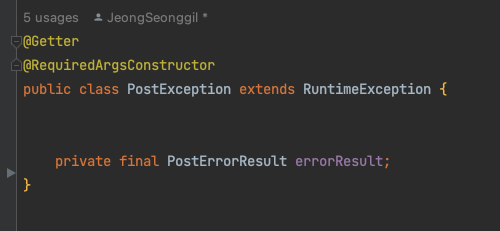 5 usages JeongSeonggil *
@Getter
@RequiredArgsConstructor
public class PostException extends RuntimeException {
private final PostErrorResult errorResult;
}